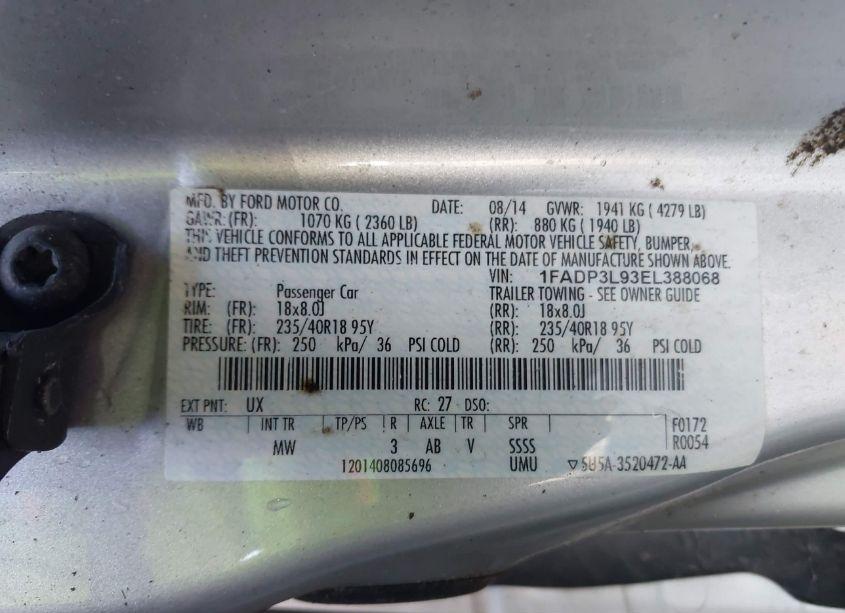 MFD. BY FORD MOTOR CO. DATE: 08/14 GVWR: 1941 KG ( 4279 LB)
GAWR: (FR): 1070 KG ( 2360 LB) (RR): 880 KG ( 1940 LB)
THIS VEHICLE CONFORMS TO ALL APPLICABLE FEDERAL MOTOR VEHICLE SAFETY, BUMPER,
AND THEFT PREVENTION STANDARDS IN EFFECT ON THE DATE OF MANUFACTURE SHOWN ABOVE.
VIN: 1FADP3L93EL388068
TYPE: Passenger Car TRAILER TOWING - SEE OWNER GUIDE
RIM: (FR): 18x8.0J (RR): 18x8.0J
TIRE: (FR): 235/40R18 95Y (RR): 235/40R18 95Y
PRESSURE: (FR): 250 kPa/ 36 PSI COLD (RR): 250 kPa/ 36 PSI COLD
EXT PNT: UX RC: 27 DSO:
WB INT TR TP/PS R AXLE TR SPR F0172
MW 3 AB V SSSS R0054
1201408085696 UMU ▽5U5A-3520472-AA